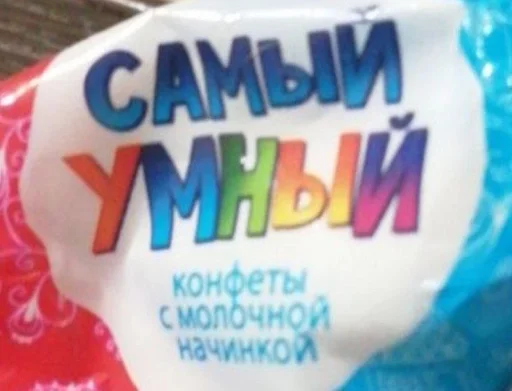 САМЫЙ
УМНЫЙ
конфеты
с молочной
начинкой